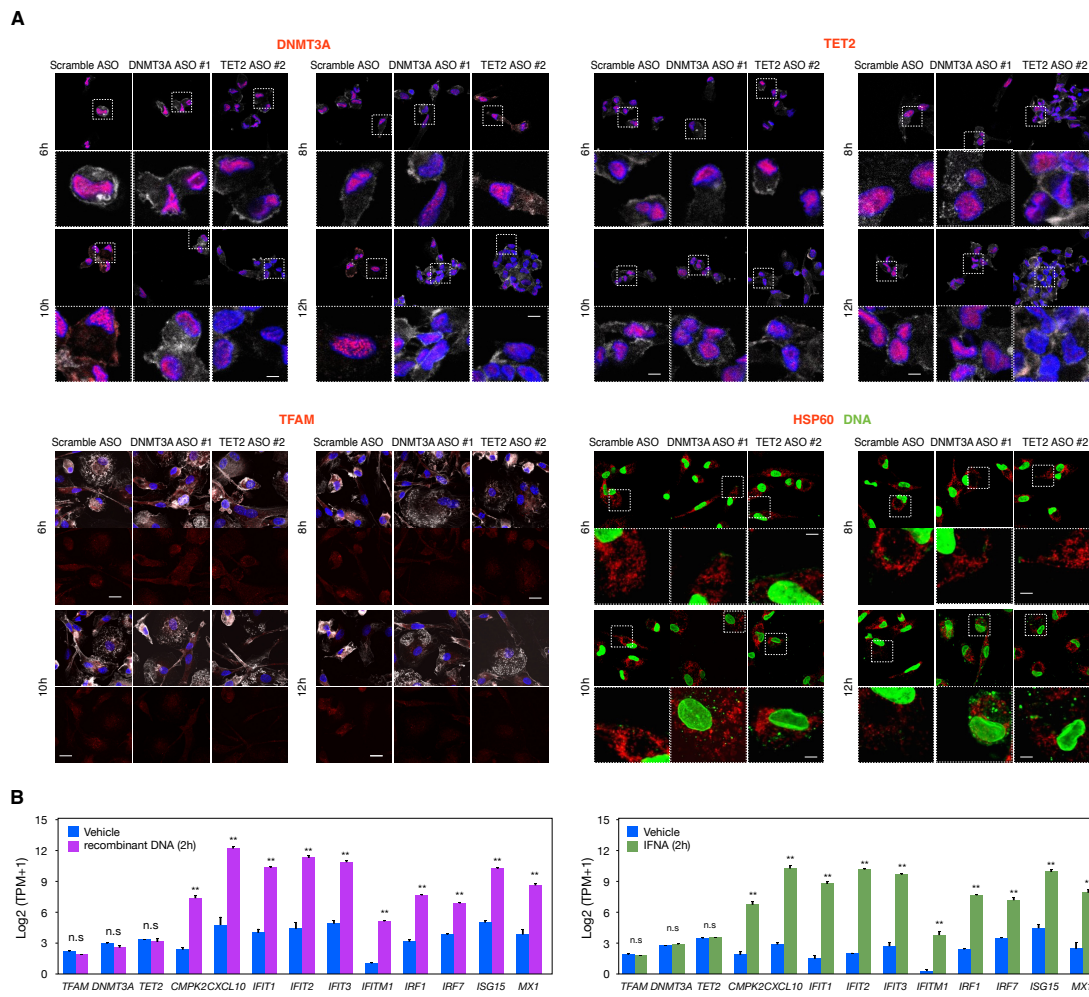 A
DNMT3A
TET2
Scramble ASO DNMT3A ASO #1 TET2 ASO #2
Scramble ASO DNMT3A ASO #1 TET2 ASO #2
Scramble ASO DNMT3A ASO #1 TET2 ASO #2
Scramble ASO DNMT3A ASO #1 TET2 ASO #2
6h
8h
6h
8h
10h
12h
10h
12h
TFAM
HSP60 DNA
Scramble ASO DNMT3A ASO #1 TET2 ASO #2
Scramble ASO DNMT3A ASO #1 TET2 ASO #2
Scramble ASO DNMT3A ASO #1 TET2 ASO #2
Scramble ASO DNMT3A ASO #1 TET2 ASO #2
6h
8h
6h
8h
10h
12h
10h
12h
B
Log2 (TPM+1)
15
12
9
6
3
0
Vehicle
recombinant DNA (2h)
n.s
n.s
n.s
**
**
**
**
**
**
**
**
**
**
TFAM DNMT3A TET2 CMPK2 CXCL10 IFIT1 IFIT2 IFIT3 IFITM1 IRF1 IRF7 ISG15 MX1
Log2 (TPM+1)
15
12
9
6
3
0
Vehicle
IFNA (2h)
n.s
n.s
n.s
**
**
**
**
**
**
**
**
**
**
TFAM DNMT3A TET2 CMPK2 CXCL10 IFIT1 IFIT2 IFIT3 IFITM1 IRF1 IRF7 ISG15 MX1